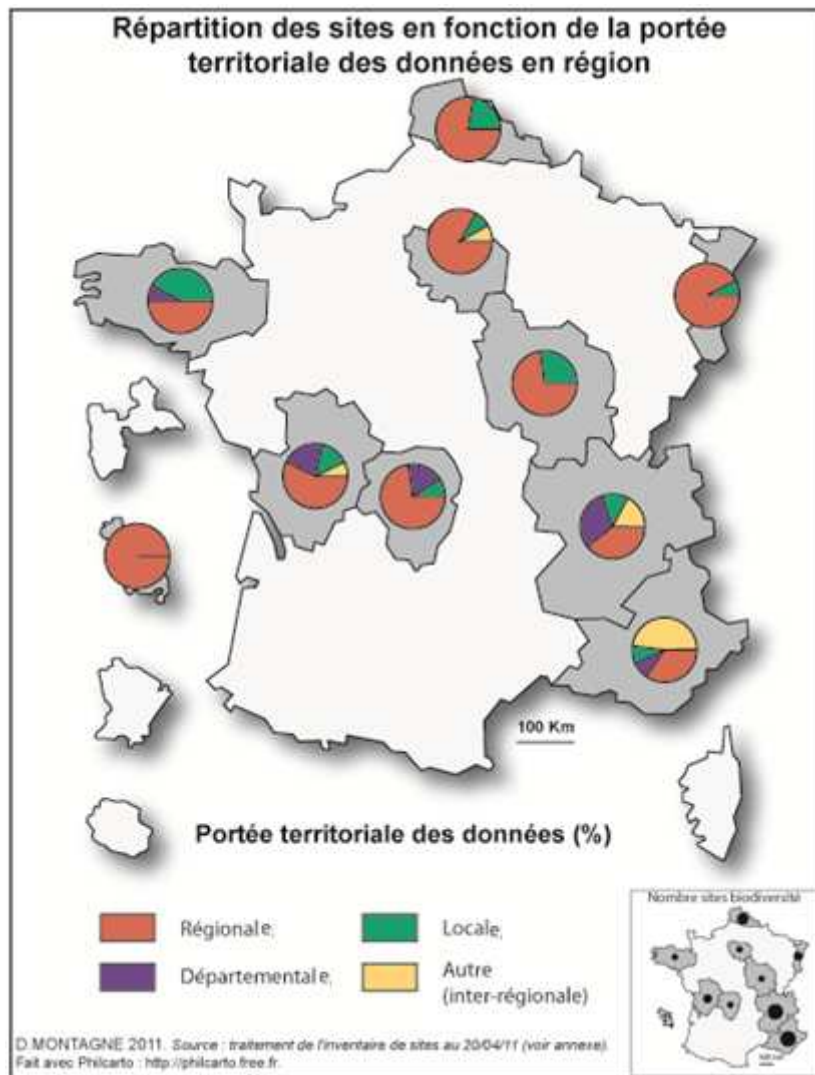 Répartition des sites en fonction de la portée
territoriale des données en région
100 Km
Portée territoriale des données (%)
Régionale;
Locale;
Départementale;
Autre
(inter-régionale)
Nombre sites biodiversité
D.MONTAGNE 2011. Source : traitement de l'inventaire de sites au 20/04/11 (voir annexe).
Fait avec Philcarto : http://philcarto.free.fr.